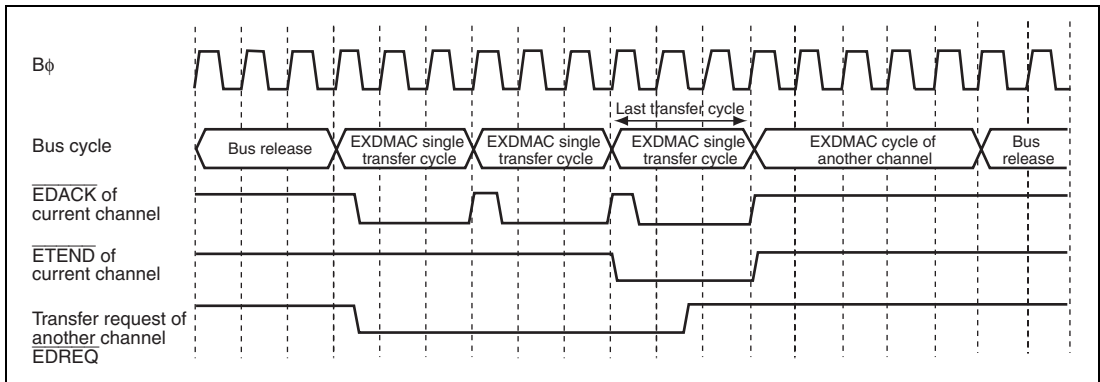 Bφ
Last transfer cycle
Bus cycle
Bus release
EXDMAC single
transfer cycle
EXDMAC single
transfer cycle
EXDMAC single
transfer cycle
EXDMAC cycle of
another channel
Bus
release
EDACK of
current channel
ETEND of
current channel
Transfer request of
another channel
EDREQ